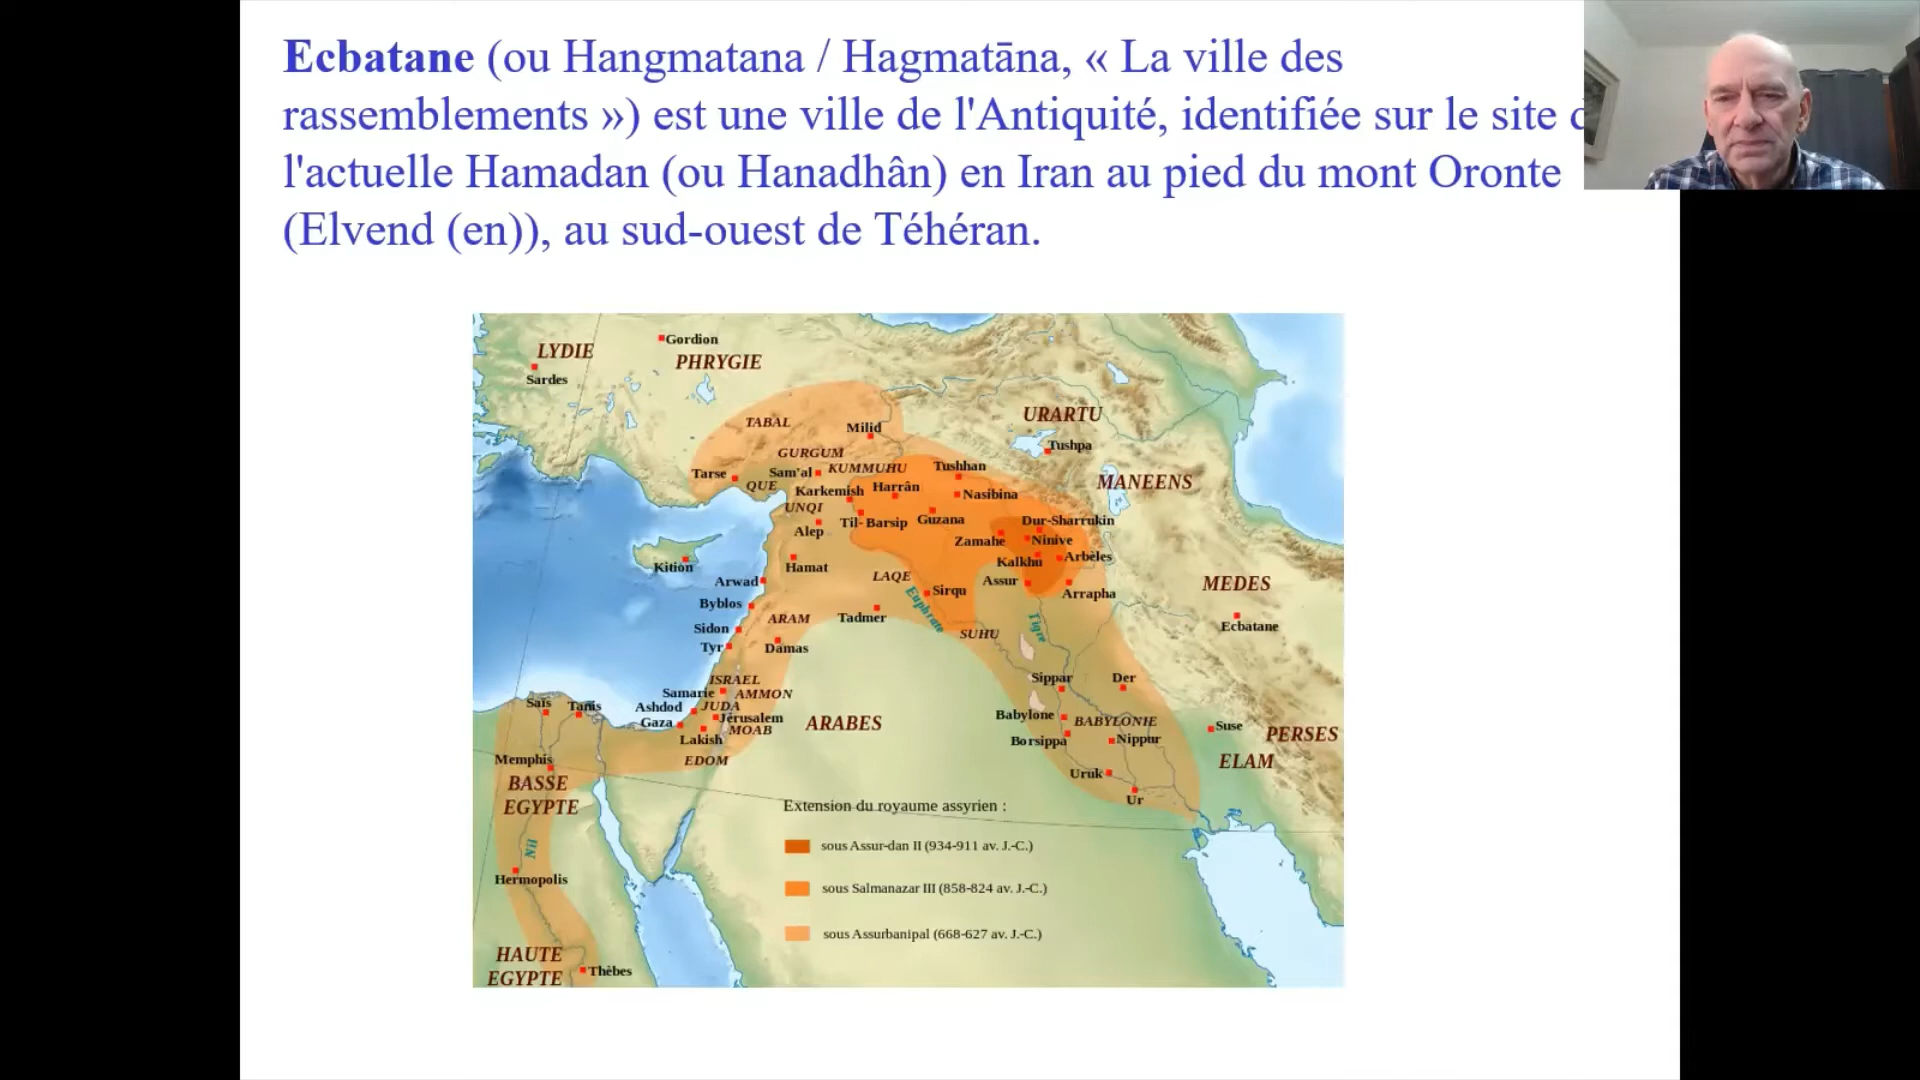 Ecbatane (ou Hangmatana / Hagmatāna, « La ville des
rassemblements ») est une ville de l'Antiquité, identifiée sur le site
l'actuelle Hamadan (ou Hanadhân) en Iran au pied du mont Oronte
(Elvend (en)), au sud-ouest de Téhéran.
Gordion
LYDIE
PHRYGIE
Sardes
URARTU
TABAL
Milid
Tushpa
GURGUM
Tarse
Sam'al
KUMMUHU
Tushhan
MANEENS
QUE
Karkemish
Harrân
Nasibina
UNQI
Til-Barsip
Guzana
Dur-Sharrukin
Alep
Zamahe
Ninive
Kition
Hamat
Kalkhu
Arbèles
Arwad
LAQE
Assur
MEDES
Sirqu
Arrapha
Byblos
Euphrate
Tadmer
ARAM
Tigre
Ecbatane
Sidon
SUHU
Tyr
Damas
ISRAEL
Sippar
Der
Samarie
AMMON
Saïs
Tanis
Ashdod
JUDA
Gaza
Jérusalem
ARABES
Babylone
BABYLONIE
Suse
MOAB
PERSES
Lakish
Borsippa
Nippur
Memphis
EDOM
ELAM
BASSE
EGYPTE
Uruk
Ur
Extension du royaume assyrien :
sous Assur-dan II (934-911 av. J.-C.)
Nil
Hermopolis
sous Salmanazar III (858-824 av. J.-C.)
sous Assurbanipal (668-627 av. J.-C.)
HAUTE
EGYPTE
Thèbes